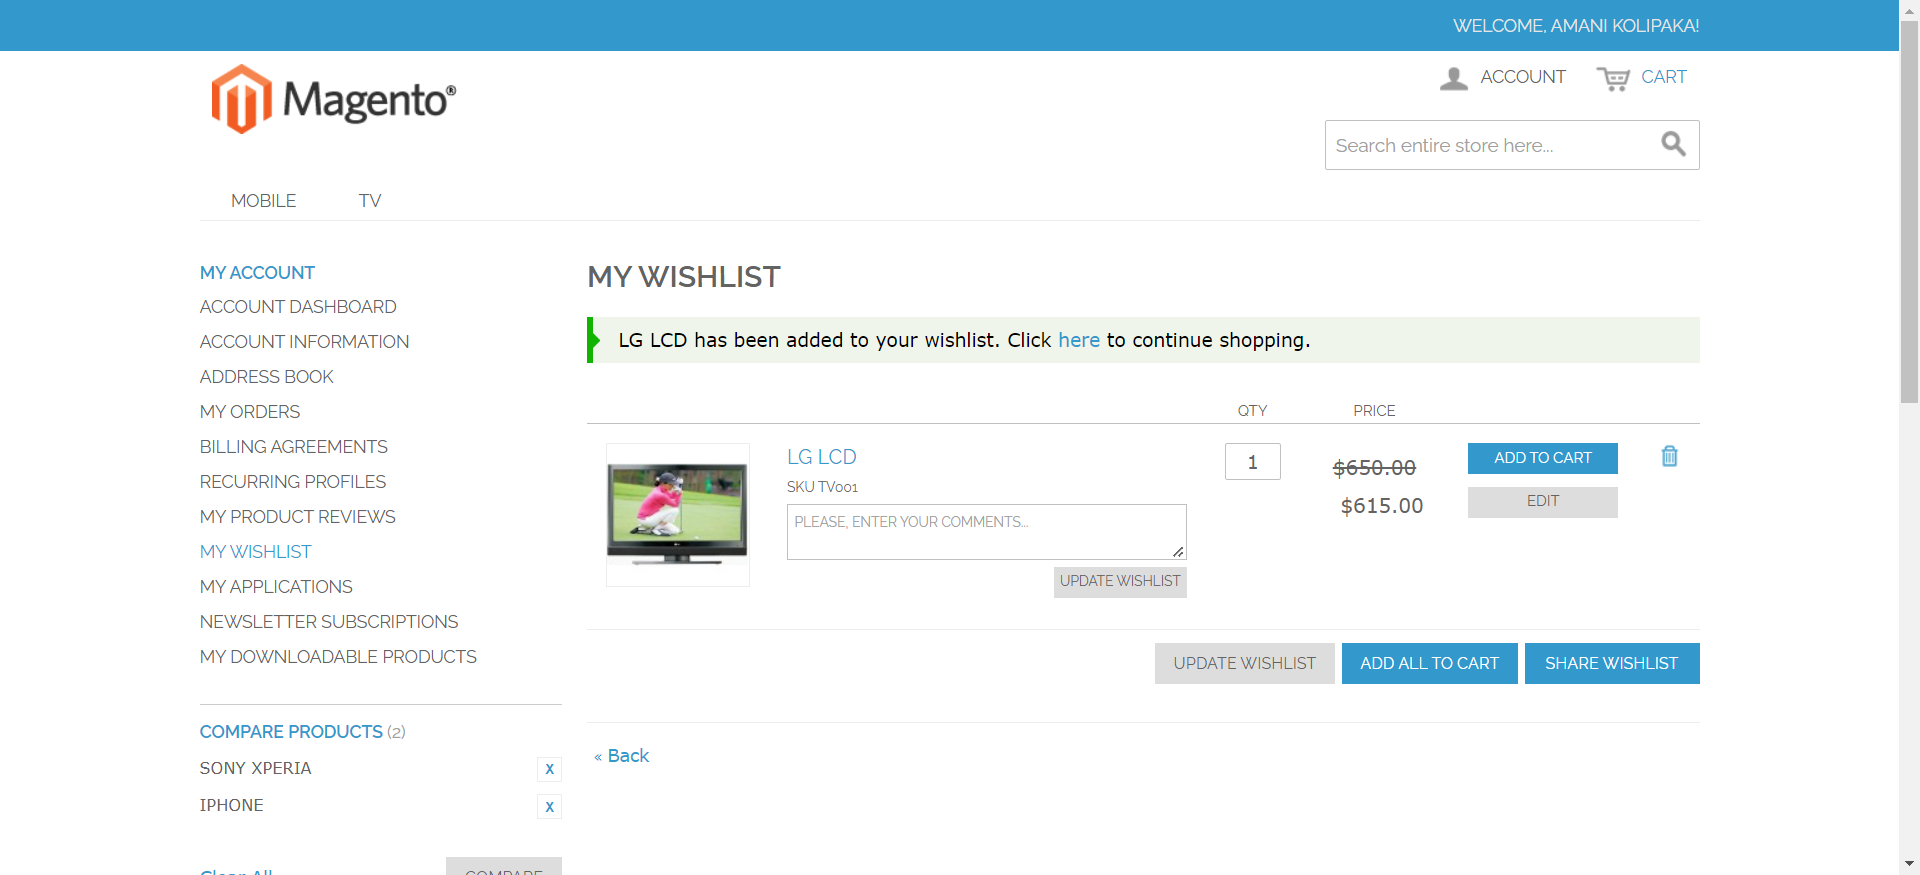 WELCOME, AMANI KOLIPAKA!
Magento®
ACCOUNT
CART
Search entire store here...
MOBILE
TV
MY ACCOUNT
ACCOUNT DASHBOARD
ACCOUNT INFORMATION
ADDRESS BOOK
MY ORDERS
BILLING AGREEMENTS
RECURRING PROFILES
MY PRODUCT REVIEWS
MY WISHLIST
MY APPLICATIONS
NEWSLETTER SUBSCRIPTIONS
MY DOWNLOADABLE PRODUCTS
COMPARE PRODUCTS (2)
SONY XPERIA
X
IPHONE
X
Clear All
COMPARE
MY WISHLIST
LG LCD has been added to your wishlist. Click here to continue shopping.
QTY
PRICE
LG LCD
SKU TV001
PLEASE, ENTER YOUR COMMENTS...
UPDATE WISHLIST
1
$650.00
$615.00
ADD TO CART
EDIT
UPDATE WISHLIST
ADD ALL TO CART
SHARE WISHLIST
« Back